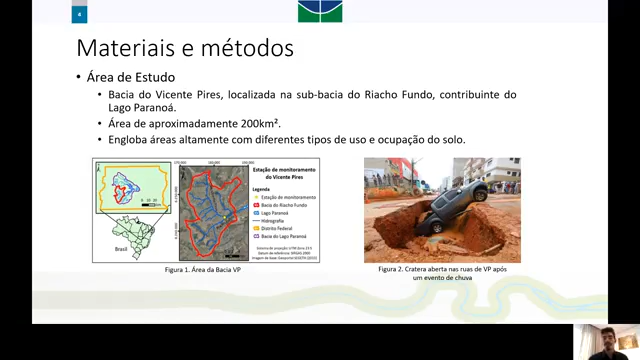 4
Materiais e métodos
• Área de Estudo
• Bacia do Vicente Pires, localizada na sub-bacia do Riacho Fundo, contribuinte do
Lago Paranoá.
• Área de aproximadamente 200km².
• Engloba áreas altamente com diferentes tipos de uso e ocupação do solo.
Brasil
Estação de monitoramento
do Vicente Pires
Legenda
Estação de monitoramento
Bacia do Riacho Fundo
Lago Paranoá
Hidrografia
Distrito Federal
Bacia do Lago Paranoá
Figura 1. Área da Bacia VP
Figura 2. Cratera aberta nas ruas de VP após
um evento de chuva